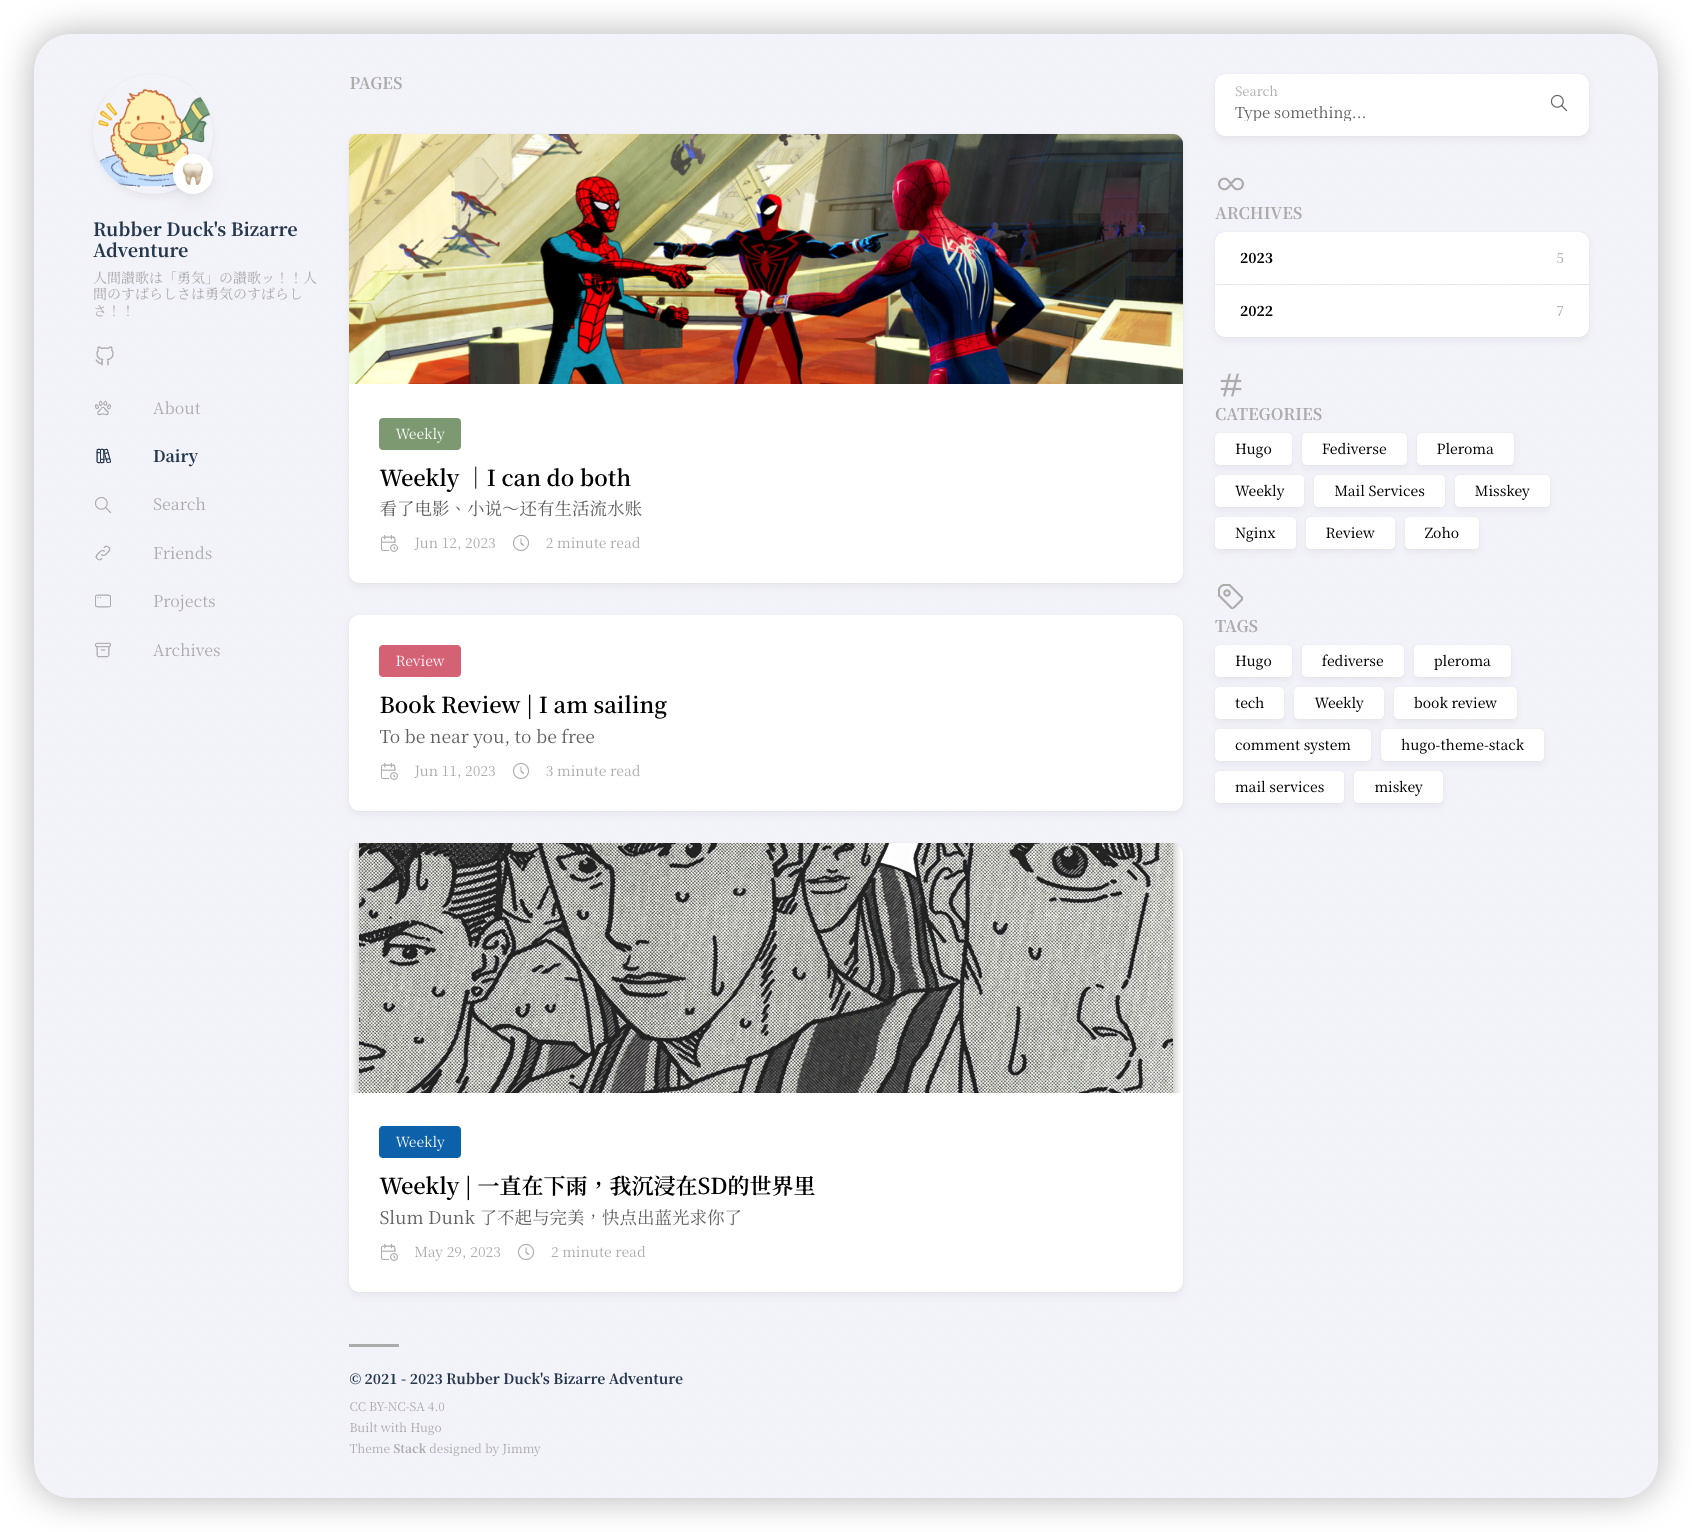 Rubber Duck's Bizarre
Adventure
人間讃歌は「勇気」の讃歌ッ！！人
間のすばらしさは勇気のすばらし
さ！！
About
Dairy
Search
Friends
Projects
Archives
PAGES
Weekly
Weekly ｜I can do both
看了电影、小说～还有生活流水账
Jun 12, 2023 2 minute read
Review
Book Review | I am sailing
To be near you, to be free
Jun 11, 2023 3 minute read
Weekly
Weekly | 一直在下雨，我沉浸在SD的世界里
Slum Dunk 了不起与完美，快点出蓝光求你了
May 29, 2023 2 minute read
© 2021 - 2023 Rubber Duck's Bizarre Adventure
CC BY-NC-SA 4.0
Built with Hugo
Theme Stack designed by Jimmy
Search
Type something...
ARCHIVES
2023 5
2022 7
CATEGORIES
Hugo Fediverse Pleroma
Weekly Mail Services Misskey
Nginx Review Zoho
TAGS
Hugo fediverse pleroma
tech Weekly book review
comment system hugo-theme-stack
mail services miskey